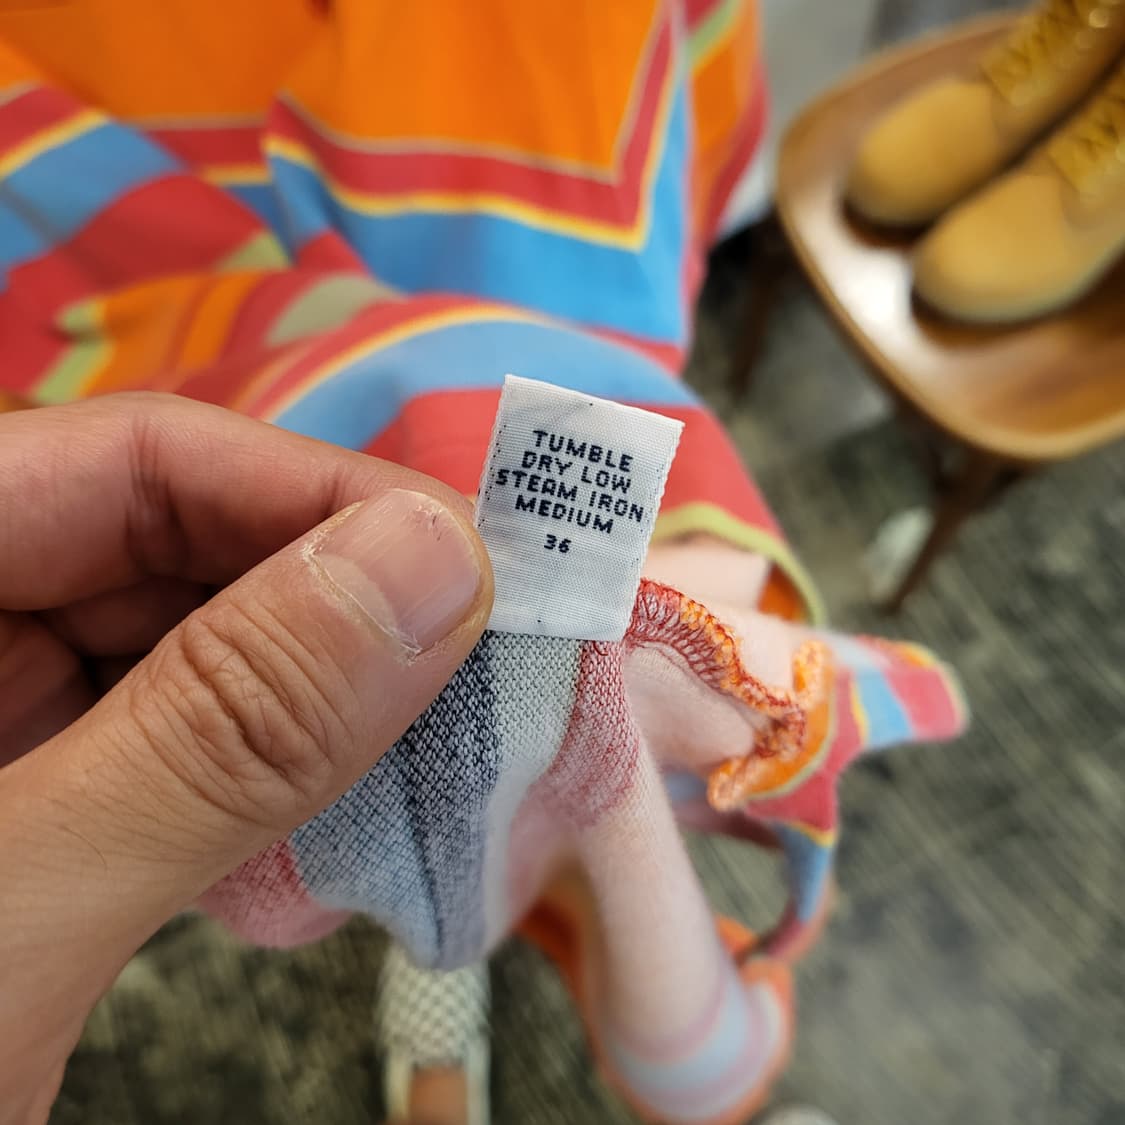 TUMBLE
DRY LOW
STEAM IRON
MEDIUM
36